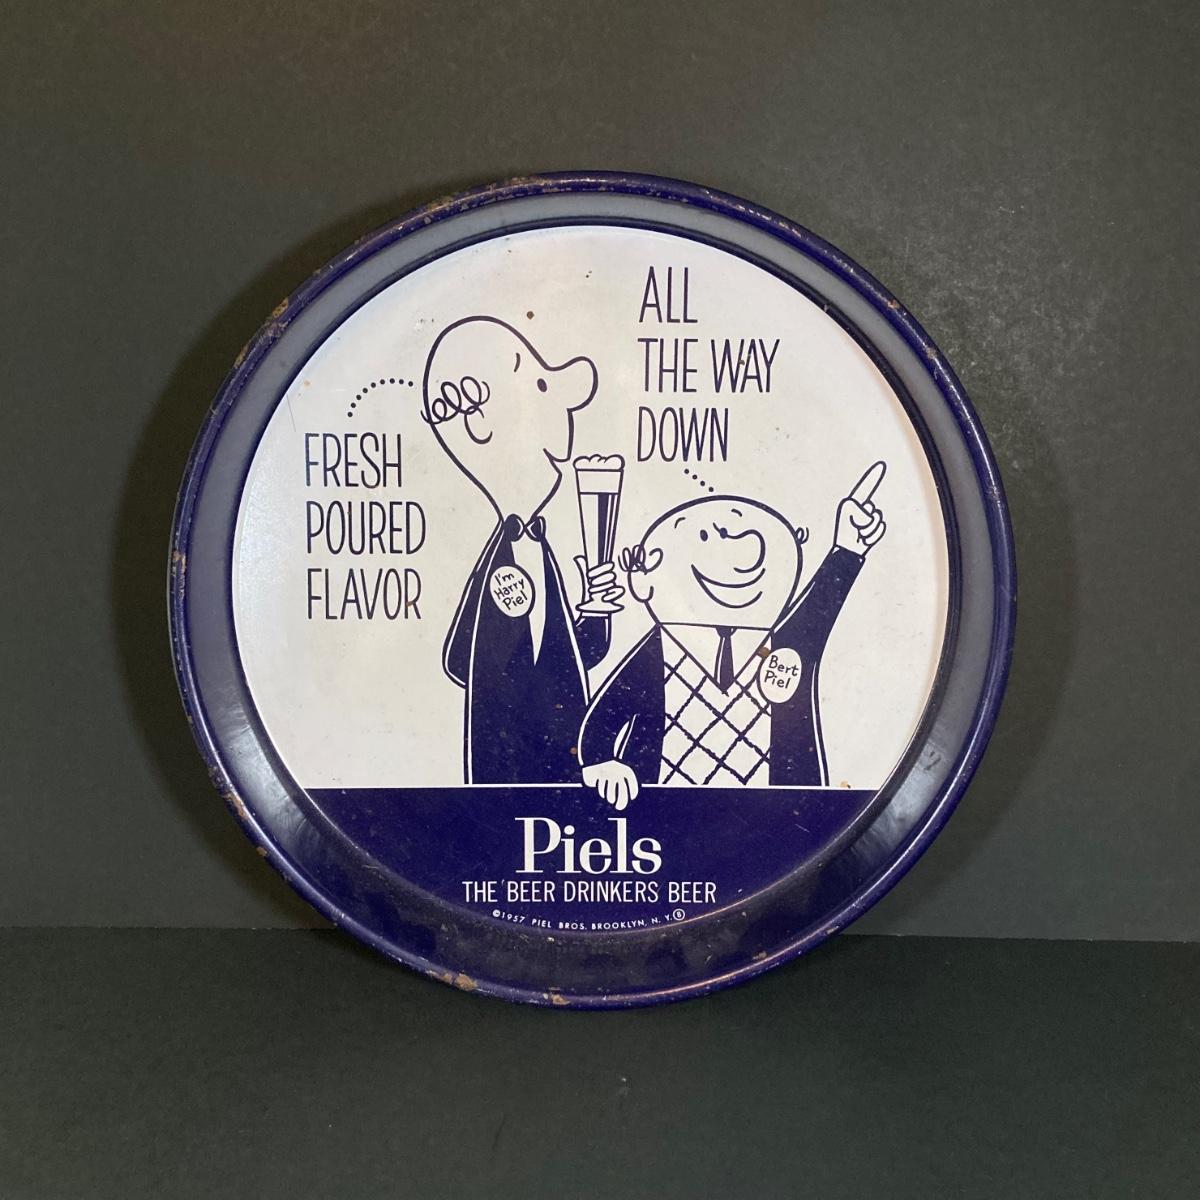 FRESH
POURED
FLAVOR
ALL
THE WAY
DOWN
I'm
Harry
Piel
Bert
Piel
Piels
THE BEER DRINKERS BEER
©1957 PIEL BROS. BROOKLYN, N. Y. Ⓑ